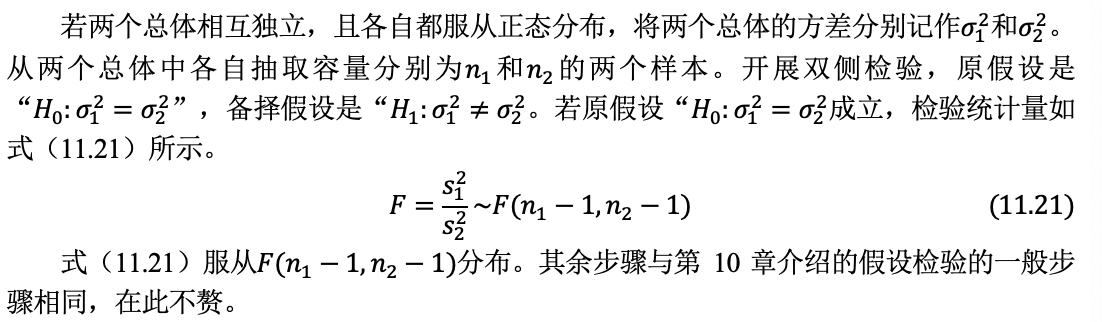 若两个总体相互独立，且各自都服从正态分布，将两个总体的方差分别记作σ₁²和σ₂²。
从两个总体中各自抽取容量分别为n₁和n₂的两个样本。开展双侧检验，原假设是
“H₀: σ₁² = σ₂²”，备择假设是“H₁: σ₁² ≠ σ₂²。若原假设“H₀: σ₁² = σ₂²成立，检验统计量如
式（11.21）所示。
F = s₁²/s₂² ~F(n₁ − 1, n₂ − 1) (11.21)
式（11.21）服从F(n₁ − 1, n₂ − 1)分布。其余步骤与第 10 章介绍的假设检验的一般步
骤相同，在此不赘。